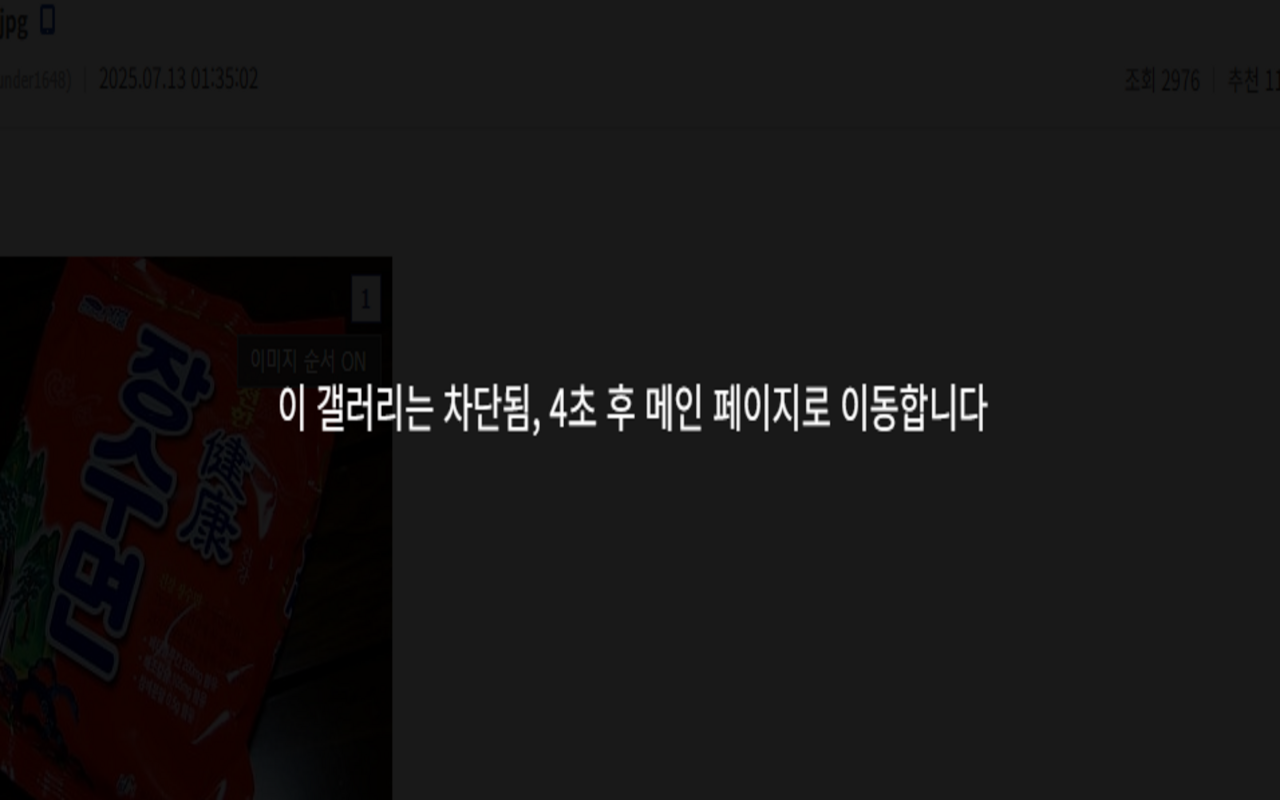 jpg
under1648) 2025.07.13 01:35:02 조회 2976 추천 11
1
이미지 순서 ON
이 갤러리는 차단됨, 4초 후 메인 페이지로 이동합니다
장수면
健康